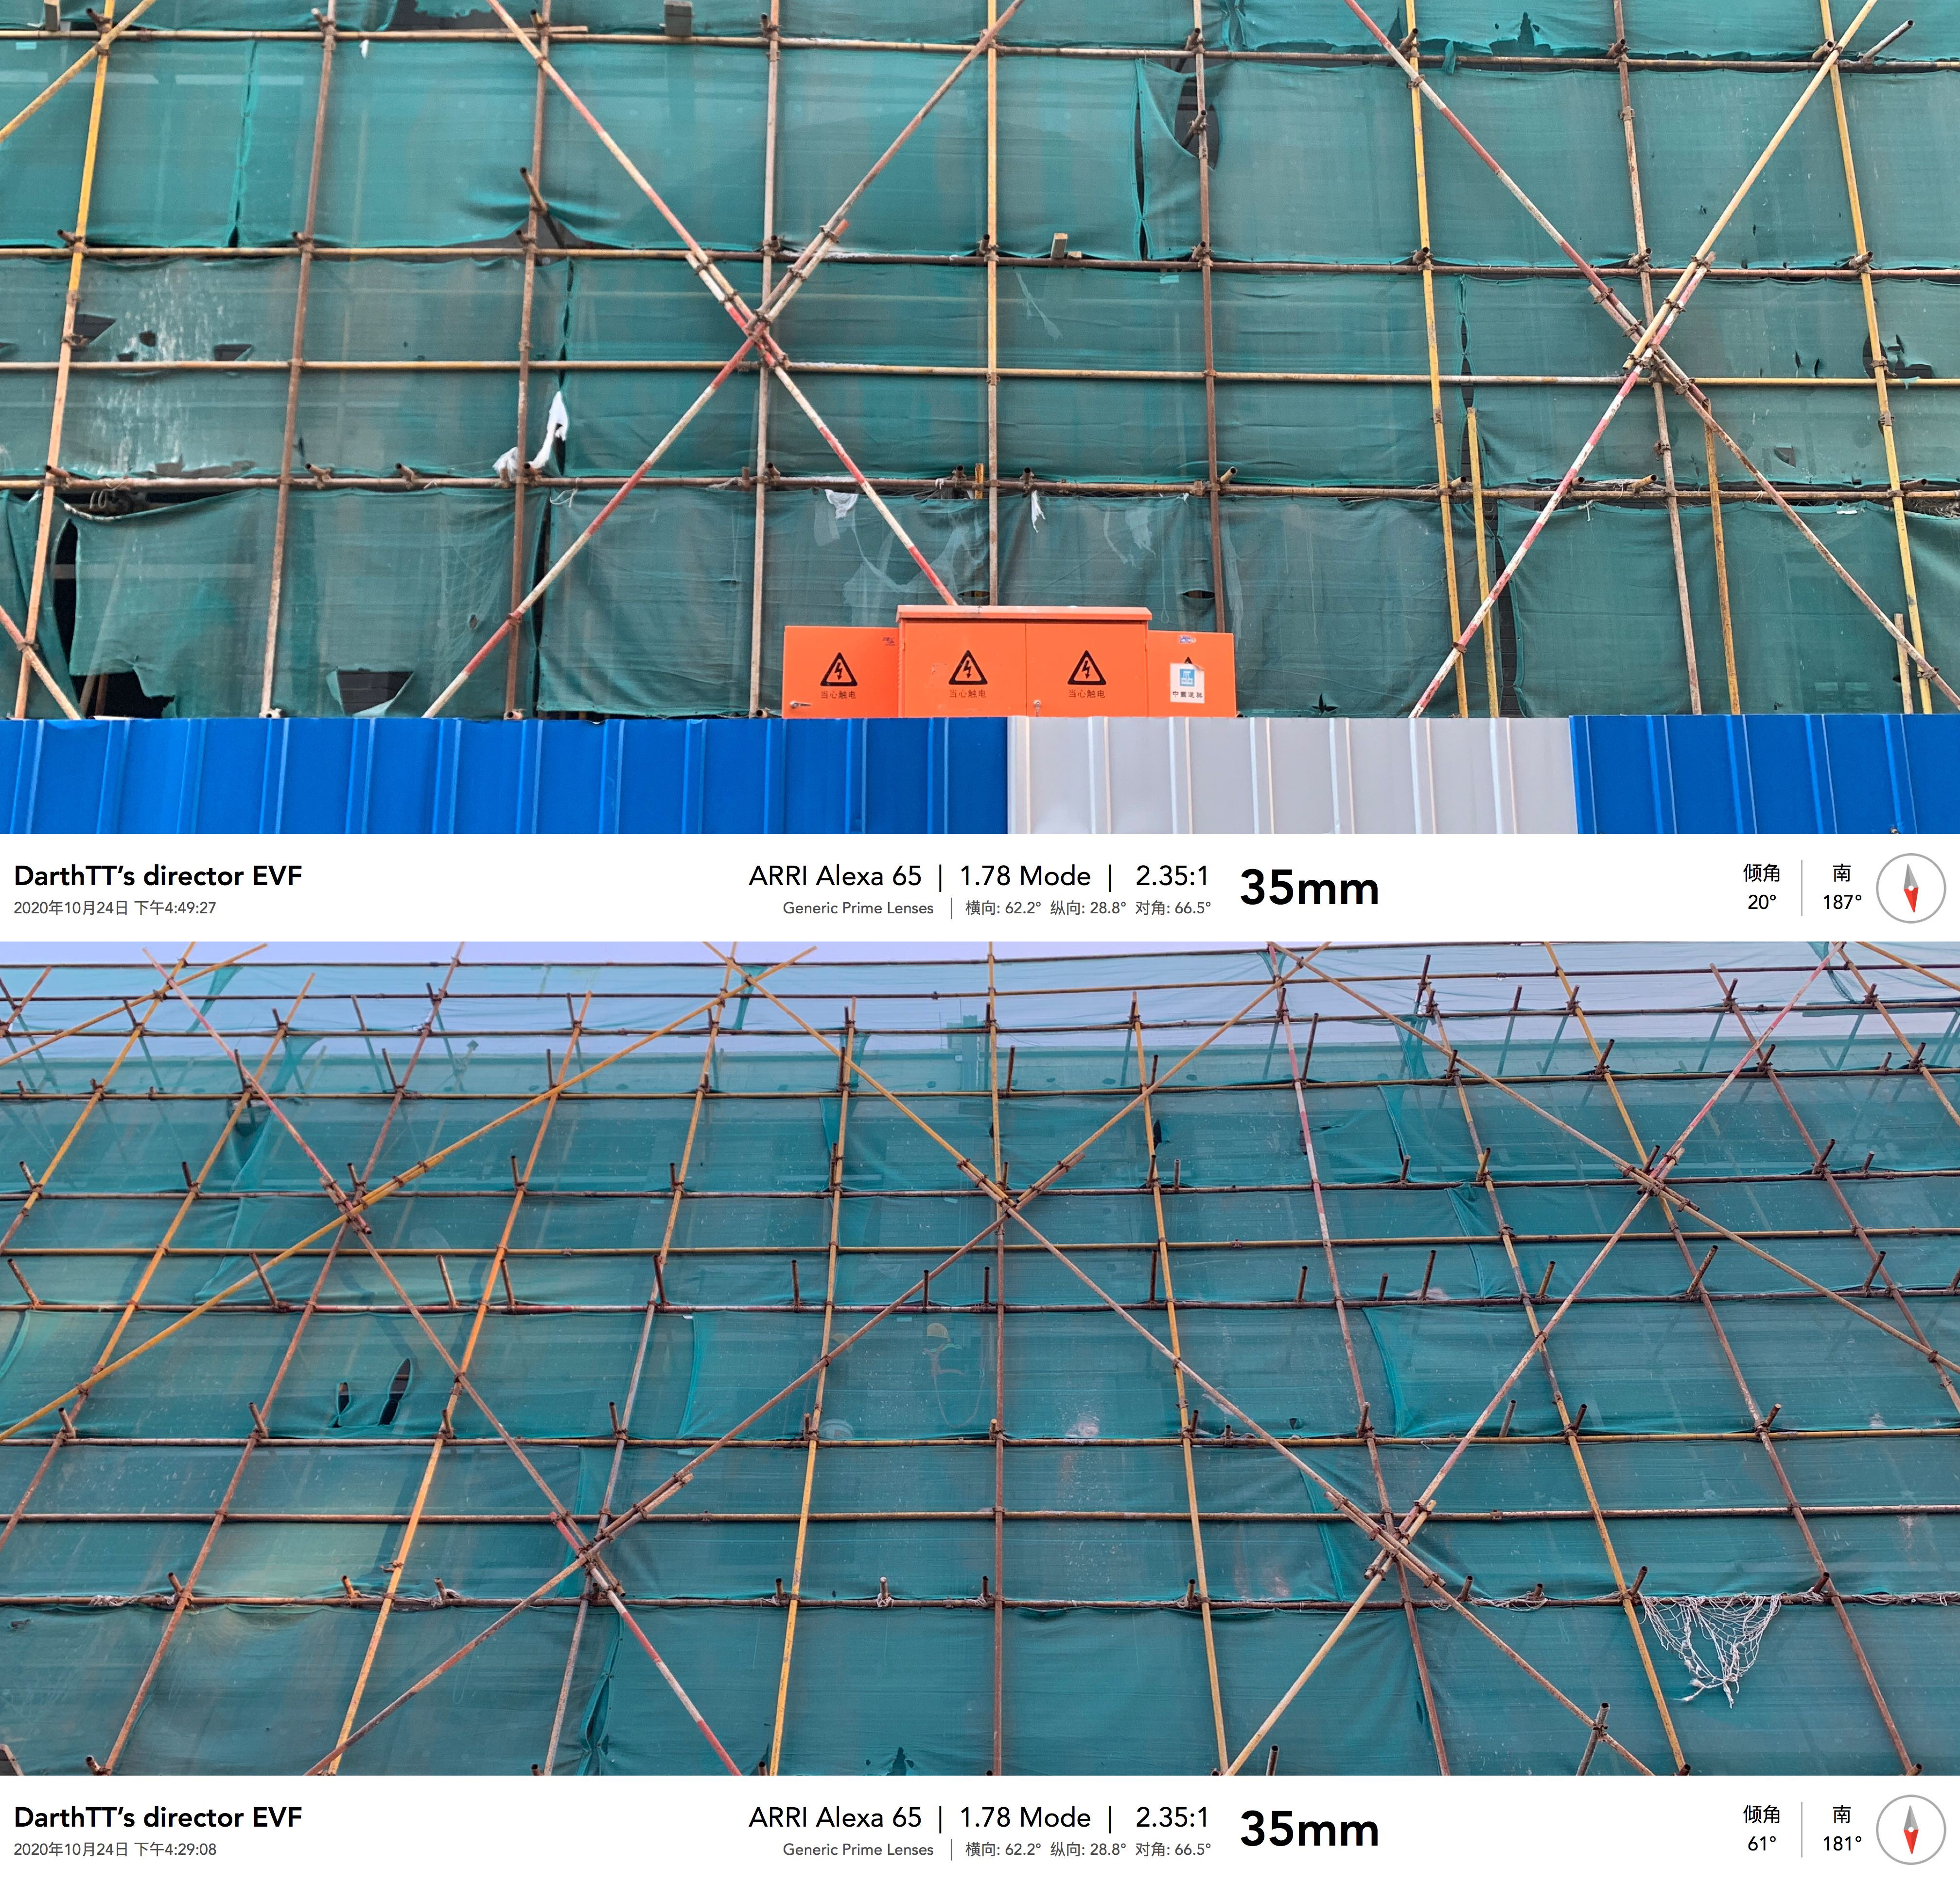 当心触电
当心触电
当心触电
DarthTT’s director EVF
2020年10月24日 下午4:49:27
ARRI Alexa 65 | 1.78 Mode | 2.35:1
Generic Prime Lenses | 横向: 62.2° 纵向: 28.8° 对角: 66.5°
35mm
倾角
20°
南
187°
DarthTT’s director EVF
2020年10月24日 下午4:29:08
ARRI Alexa 65 | 1.78 Mode | 2.35:1
Generic Prime Lenses | 横向: 62.2° 纵向: 28.8° 对角: 66.5°
35mm
倾角
61°
南
181°